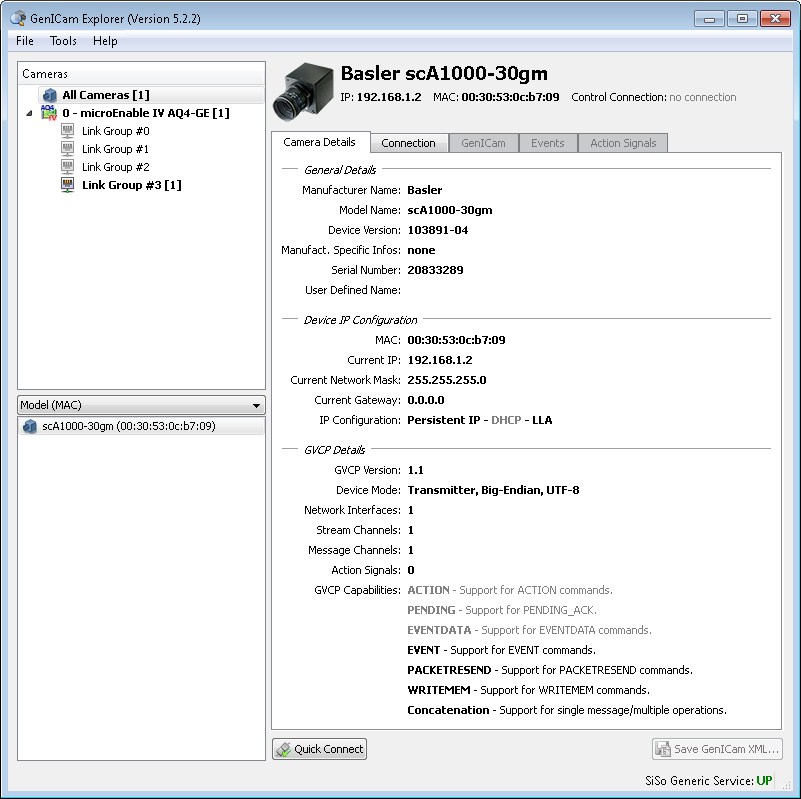 GenICam Explorer (Version 5.2.2)
File Tools Help
Cameras
All Cameras [1]
0 - microEnable IV AQ4-GE [1]
Link Group #0
Link Group #1
Link Group #2
Link Group #3 [1]
Model (MAC)
scA1000-30gm (00:30:53:0c:b7:09)
Basler scA1000-30gm
IP: 192.168.1.2 MAC: 00:30:53:0c:b7:09 Control Connection: no connection
Camera Details Connection GenICam Events Action Signals
General Details
Manufacturer Name: Basler
Model Name: scA1000-30gm
Device Version: 103891-04
Manufact. Specific Infos: none
Serial Number: 20833289
User Defined Name:
Device IP Configuration
MAC: 00:30:53:0c:b7:09
Current IP: 192.168.1.2
Current Network Mask: 255.255.255.0
Current Gateway: 0.0.0.0
IP Configuration: Persistent IP - DHCP - LLA
GVCP Details
GVCP Version: 1.1
Device Mode: Transmitter, Big-Endian, UTF-8
Network Interfaces: 1
Stream Channels: 1
Message Channels: 1
Action Signals: 0
GVCP Capabilities: ACTION - Support for ACTION commands.
PENDING - Support for PENDING_ACK.
EVENTDATA - Support for EVENTDATA commands.
EVENT - Support for EVENT commands.
PACKETRESEND - Support for PACKETRESEND commands.
WRITEMEM - Support for WRITEMEM commands.
Concatenation - Support for single message/multiple operations.
Quick Connect
Save GenICam XML...
SiSo Generic Service: UP